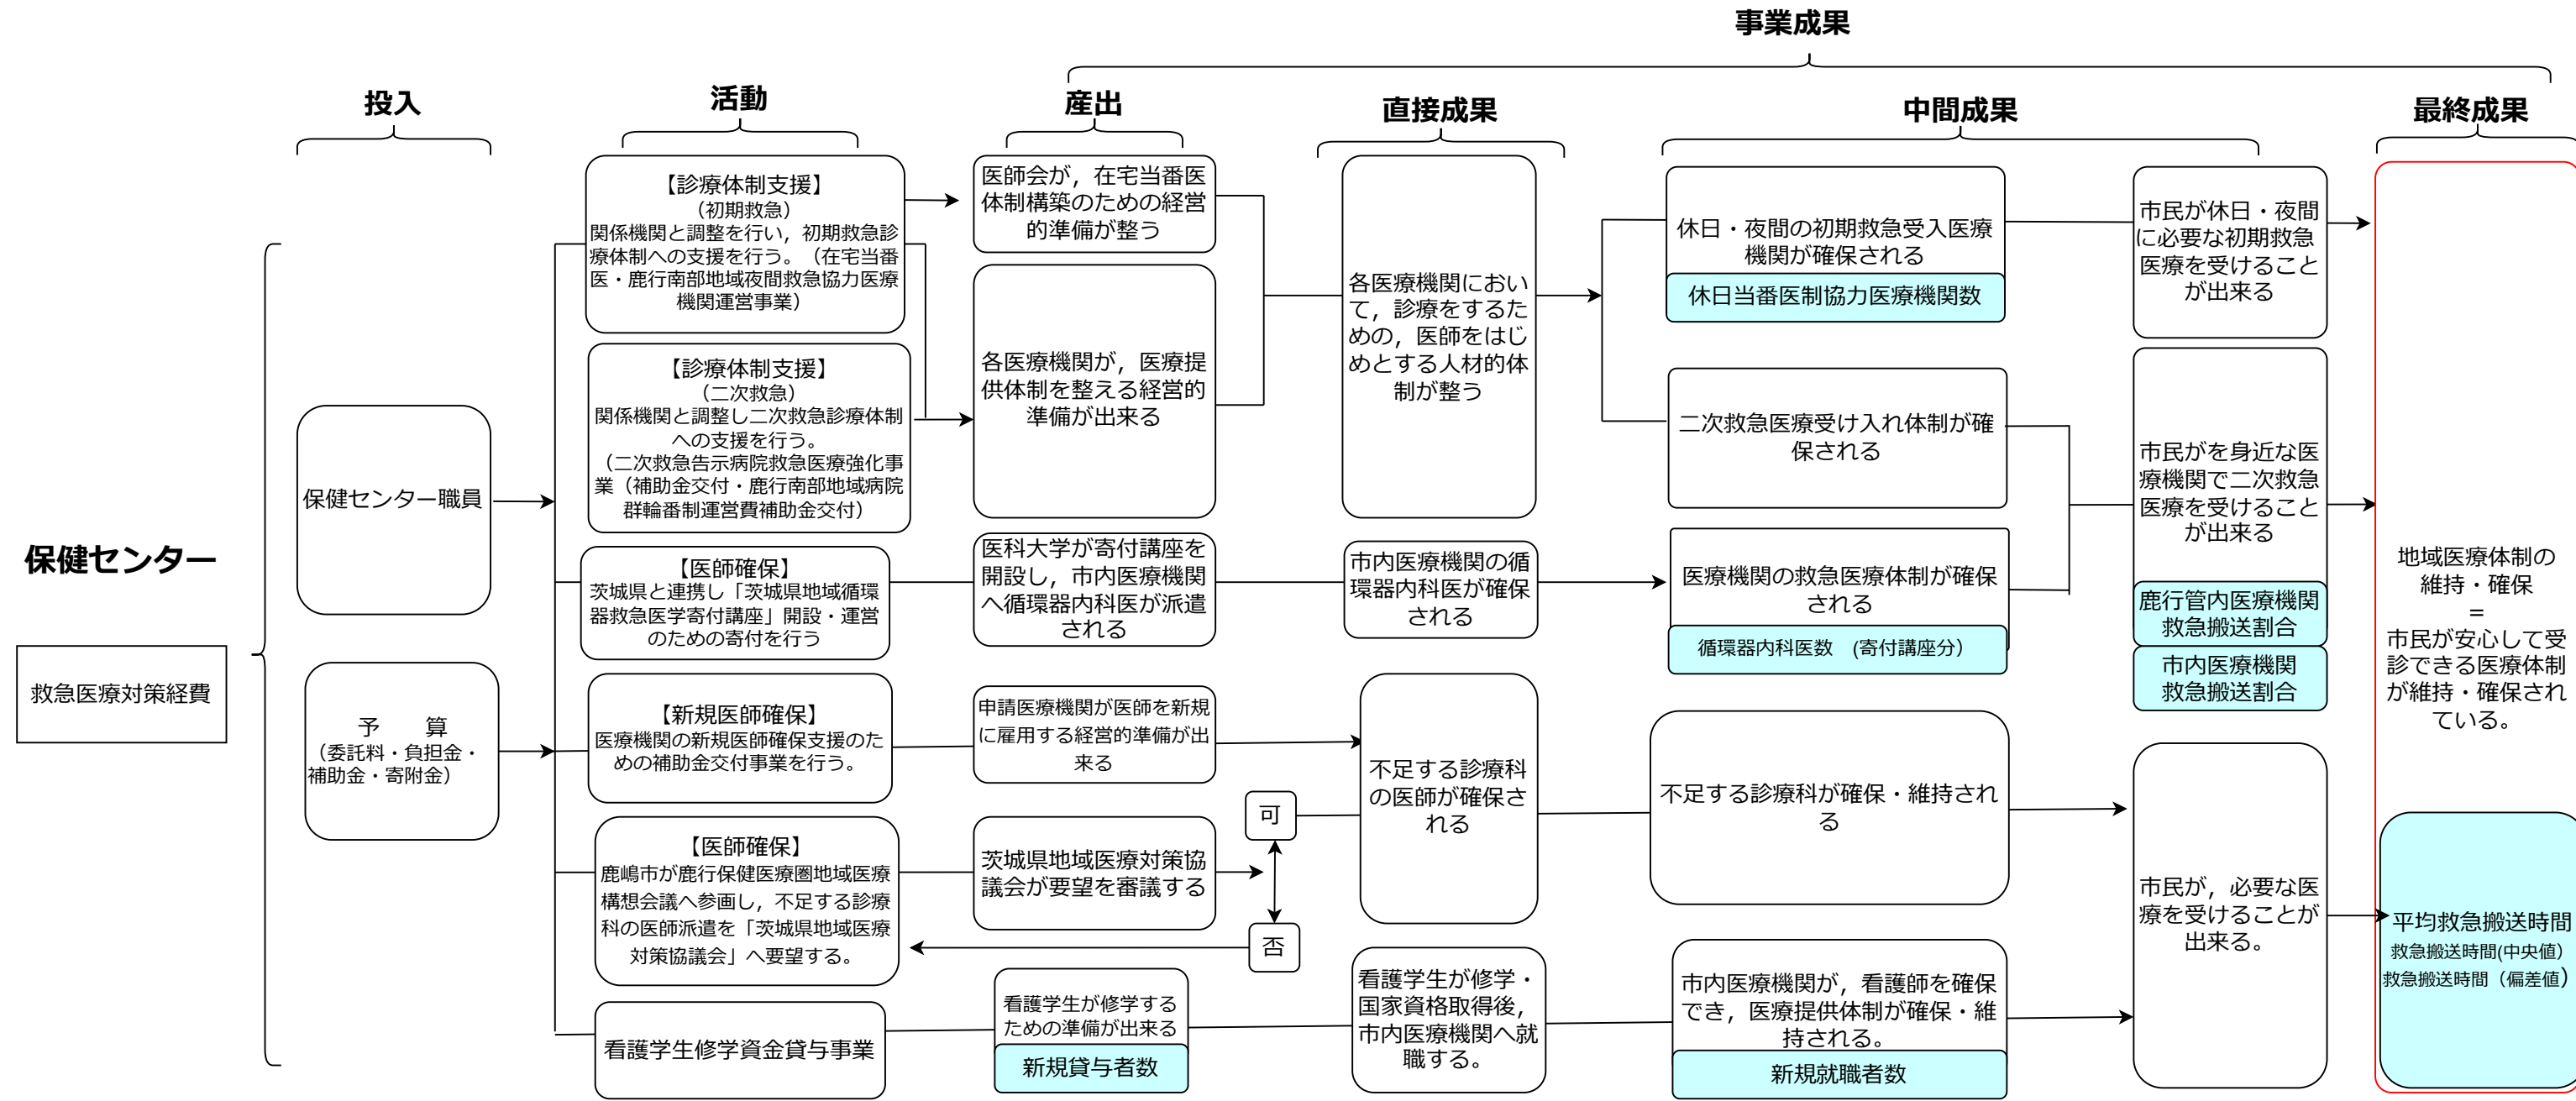 事業成果
投入
活動
産出
直接成果
中間成果
最終成果
保健センター
救急医療対策経費
保健センター職員
予　　算
（委託料・負担金・
補助金・寄附金）
【診療体制支援】
（初期救急）
関係機関と調整を行い，初期救急診
療体制への支援を行う。（在宅当番
医・鹿行南部地域夜間救急協力医療
機関運営事業）
【診療体制支援】
（二次救急）
関係機関と調整し二次救急診療体制
への支援を行う。
（二次救急告示病院救急医療強化事
業（補助金交付・鹿行南部地域病院
群輪番制運営費補助金交付）
【医師確保】
茨城県と連携し「茨城県地域循環
器救急医学寄付講座」開設・運営
のための寄付を行う
【新規医師確保】
医療機関の新規医師確保支援のた
めの補助金交付事業を行う。
【医師確保】
鹿嶋市が鹿行保健医療圏地域医療
構想会議へ参画し，不足する診療
科の医師派遣を「茨城県地域医療
対策協議会」へ要望する。
看護学生修学資金貸与事業
医師会が，在宅当番医
体制構築のための経営
的準備が整う
各医療機関が，医療提
供体制を整える経営的
準備が出来る
医科大学が寄付講座を
開設し，市内医療機関
へ循環器内科医が派遣
される
申請医療機関が医師を新規
に雇用する経営的準備が出
来る
茨城県地域医療対策協
議会が要望を審議する
可
否
看護学生が修学する
ための準備が出来る
新規貸与者数
各医療機関におい
て，診療をするた
めの，医師をはじ
めとする人材的体
制が整う
市内医療機関の循
環器内科医が確保
される
不足する診療科
の医師が確保さ
れる
看護学生が修学・
国家資格取得後，
市内医療機関へ就
職する。
休日・夜間の初期救急受入医療
機関が確保される
休日当番医制協力医療機関数
二次救急医療受け入れ体制が確
保される
医療機関の救急医療体制が確保
される
循環器内科医数　(寄付講座分）
不足する診療科が確保・維持され
る
市内医療機関が，看護師を確保
でき，医療提供体制が確保・維
持される。
新規就職者数
市民が休日・夜間
に必要な初期救急
医療を受けること
が出来る
市民がを身近な医
療機関で二次救急
医療を受けること
が出来る
鹿行管内医療機関
救急搬送割合
市内医療機関
救急搬送割合
市民が，必要な医
療を受けることが
出来る。
地域医療体制の
維持・確保
＝
市民が安心して受
診できる医療体制
が維持・確保され
ている。
平均救急搬送時間
救急搬送時間(中央値）
救急搬送時間（偏差値）